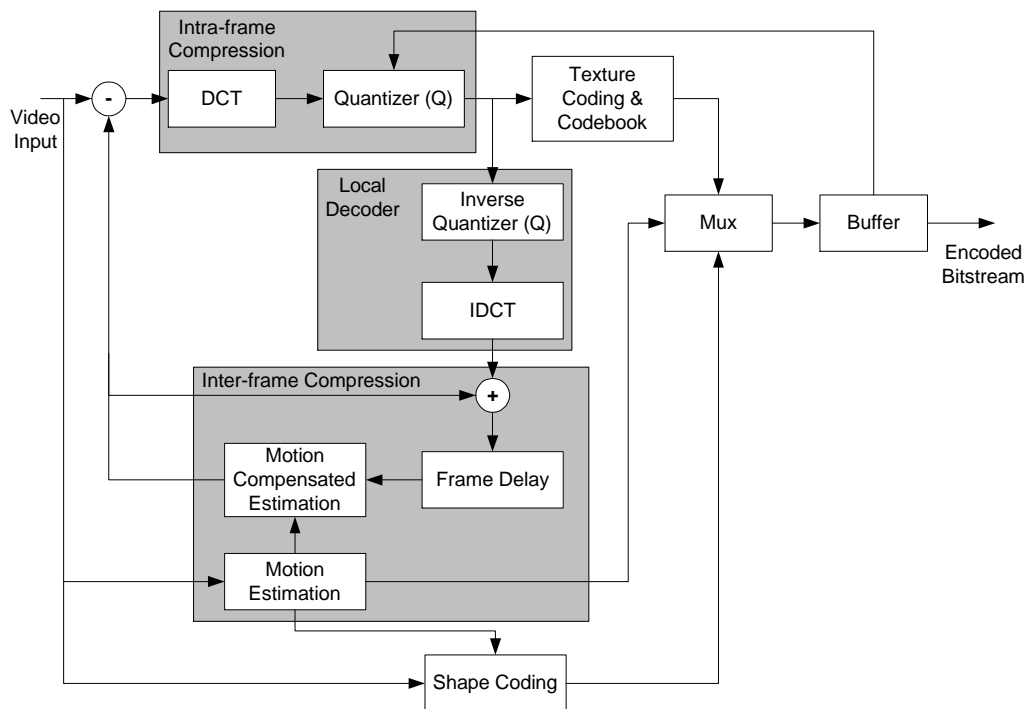 Intra-frame
Compression
Video
Input
-
DCT
Quantizer (Q)
Texture
Coding &
Codebook
Local
Decoder
Inverse
Quantizer (Q)
IDCT
Mux
Buffer
Encoded
Bitstream
Inter-frame Compression
+
Motion
Compensated
Estimation
Frame Delay
Motion
Estimation
Shape Coding